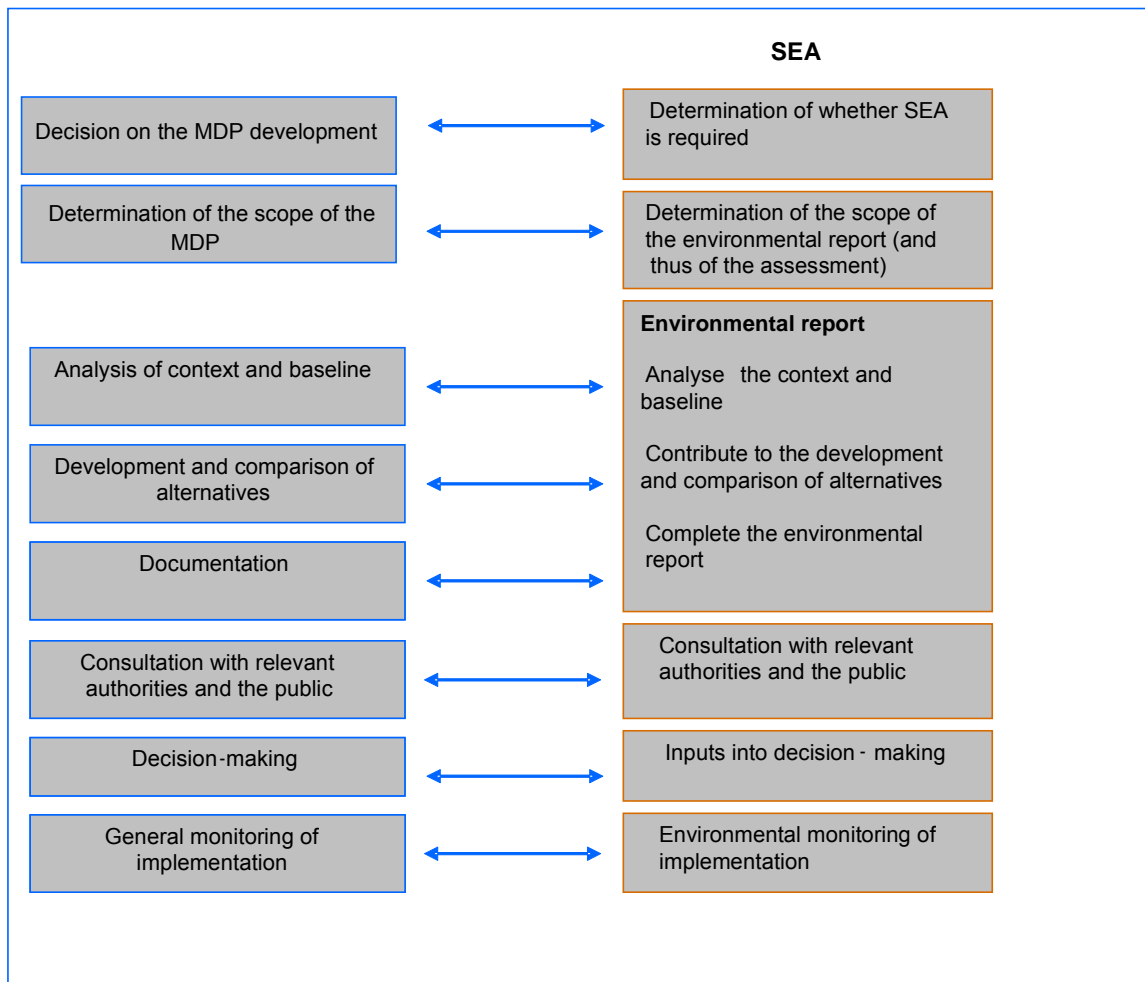 SEA
Decision on the MDP development
Determination of whether SEA
is required
Determination of the scope of the
MDP
Determination of the scope of
the environmental report (and
thus of the assessment)
Environmental report
Analysis of context and baseline
Analyse the context and
baseline
Development and comparison of
alternatives
Contribute to the development
and comparison of alternatives
Documentation
Complete the environmental
report
Consultation with relevant
authorities and the public
Consultation with relevant
authorities and the public
Decision-making
Inputs into decision - making
General monitoring of
implementation
Environmental monitoring of
implementation